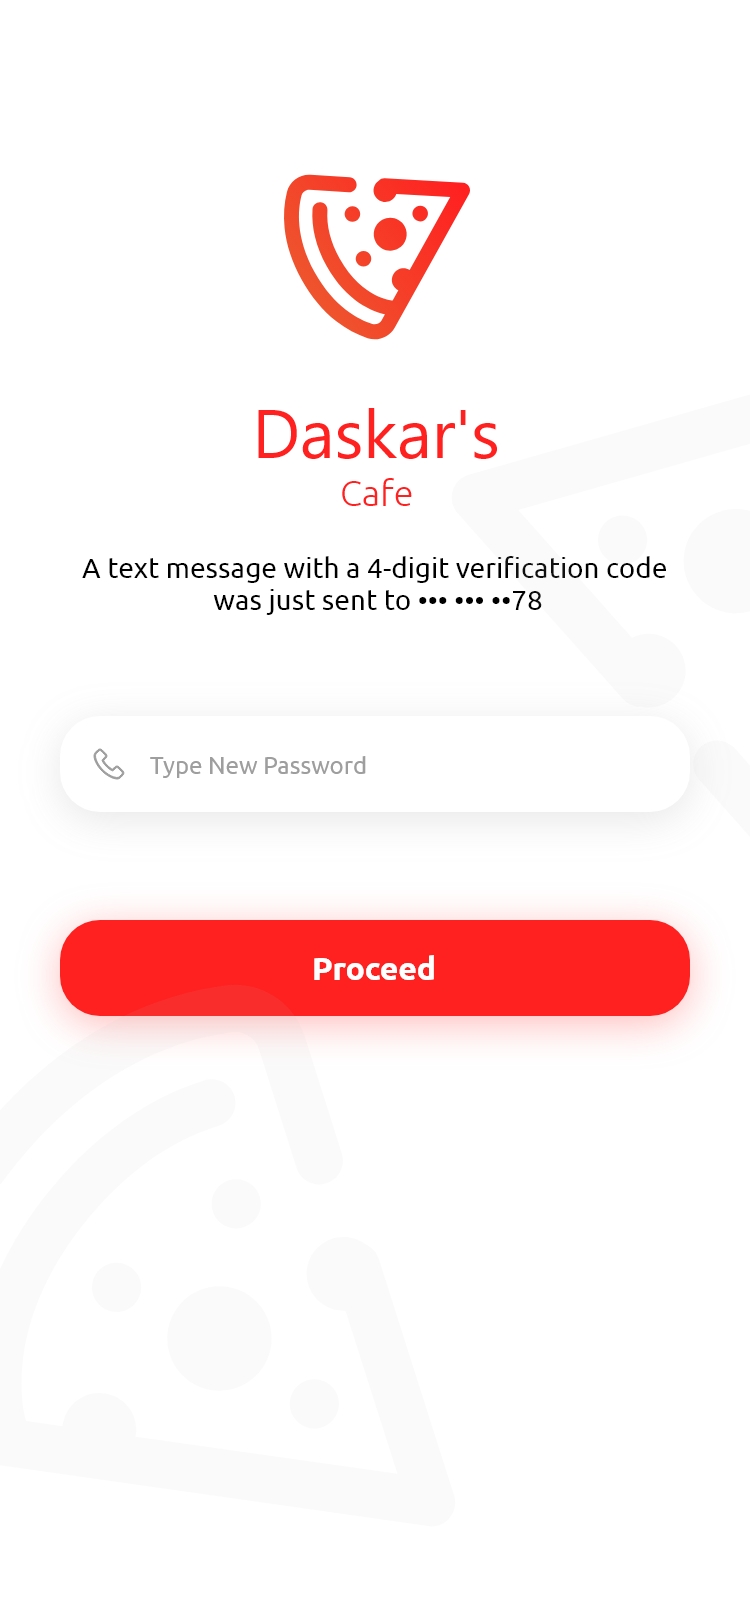 Daskar's
Cafe
A text message with a 4-digit verification code
was just sent to ••• ••• ••78
Type New Password
Proceed